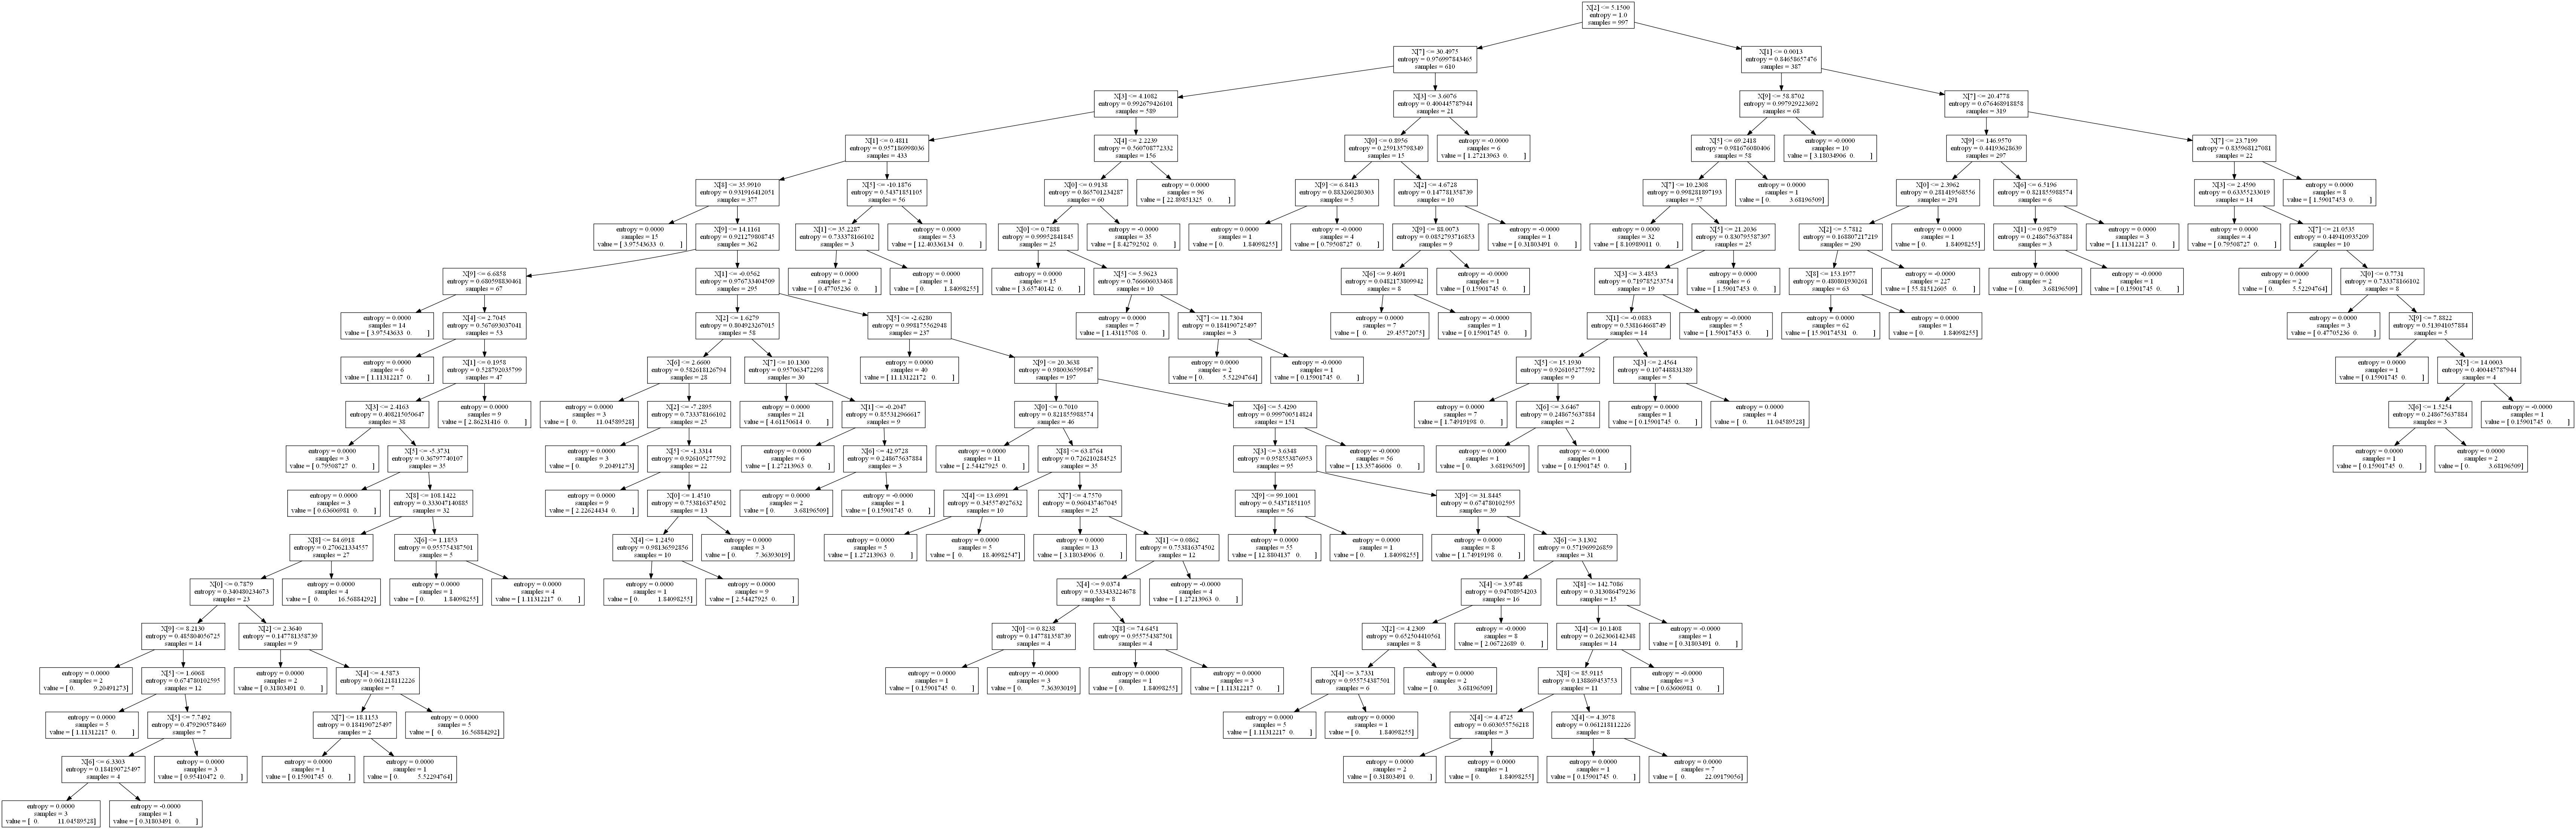 X[2] <= 5.1500
entropy = 1.0
samples = 997
X[7] <= 30.4975
entropy = 0.976997843465
samples = 610
X[1] <= 0.0013
entropy = 0.84658657476
samples = 387
X[3] <= 4.1082
entropy = 0.992679426101
samples = 589
X[3] <= 3.6076
entropy = 0.400445787944
samples = 21
X[9] <= 58.8702
entropy = 0.997929223692
samples = 68
X[7] <= 20.4778
entropy = 0.676468918858
samples = 319
X[1] <= 0.4811
entropy = 0.957186998036
samples = 433
X[4] <= 2.2239
entropy = 0.560708772332
samples = 156
X[0] <= 0.8956
entropy = 0.259135798349
samples = 15
entropy = -0.0000
samples = 6
value = [ 1.27213963 0. ]
X[5] <= 69.2418
entropy = 0.981676080406
samples = 58
entropy = -0.0000
samples = 10
value = [ 3.18034906 0. ]
X[9] <= 146.9570
entropy = 0.44193628639
samples = 297
X[7] <= 23.7199
entropy = 0.835968127081
samples = 22
X[8] <= 35.9910
entropy = 0.931916412051
samples = 377
X[5] <= -10.1876
entropy = 0.54371851105
samples = 56
X[0] <= 0.9138
entropy = 0.865701234287
samples = 60
entropy = 0.0000
samples = 96
value = [ 22.89851325 0. ]
X[9] <= 6.8413
entropy = 0.883260280303
samples = 5
X[2] <= 4.6728
entropy = 0.147781358739
samples = 10
X[7] <= 10.2308
entropy = 0.998281897193
samples = 57
entropy = 0.0000
samples = 1
value = [ 0. 3.68196509]
X[0] <= 2.3962
entropy = 0.281419568556
samples = 291
X[6] <= 6.5196
entropy = 0.821855988574
samples = 6
X[3] <= 2.4590
entropy = 0.63355233019
samples = 14
entropy = 0.0000
samples = 8
value = [ 1.59017453 0. ]
entropy = 0.0000
samples = 15
value = [ 3.97543633 0. ]
X[9] <= 14.1161
entropy = 0.921279808745
samples = 362
X[1] <= 35.2287
entropy = 0.733378166102
samples = 3
entropy = 0.0000
samples = 53
value = [ 12.40336134 0. ]
X[0] <= 0.7888
entropy = 0.99952841845
samples = 25
entropy = -0.0000
samples = 35
value = [ 8.42792502 0. ]
entropy = 0.0000
samples = 1
value = [ 0. 1.84098255]
entropy = -0.0000
samples = 4
value = [ 0.79508727 0. ]
X[9] <= 88.0073
entropy = 0.0852793716853
samples = 9
entropy = -0.0000
samples = 1
value = [ 0.31803491 0. ]
entropy = 0.0000
samples = 32
value = [ 8.10989011 0. ]
X[5] <= 21.2036
entropy = 0.830795587397
samples = 25
X[2] <= 5.7812
entropy = 0.168807217219
samples = 290
entropy = 0.0000
samples = 1
value = [ 0. 1.84098255]
X[1] <= 0.9879
entropy = 0.248675637884
samples = 3
entropy = 0.0000
samples = 3
value = [ 1.11312217 0. ]
entropy = -0.0000
samples = 4
value = [ 0.79508727 0. ]
X[7] <= 21.0535
entropy = 0.449410935209
samples = 10
X[9] <= 6.6858
entropy = 0.680598830461
samples = 67
X[1] <= -0.0562
entropy = 0.976733404509
samples = 295
entropy = 0.0000
samples = 2
value = [ 0.47705236 0. ]
entropy = 0.0000
samples = 1
value = [ 0. 1.84098255]
entropy = 0.0000
samples = 15
value = [ 3.65740142 0. ]
X[5] <= 5.9623
entropy = 0.766606033468
samples = 10
X[6] <= 9.4691
entropy = 0.0482173809942
samples = 8
entropy = -0.0000
samples = 1
value = [ 0.15901745 0. ]
X[3] <= 3.4853
entropy = 0.719785253754
samples = 19
entropy = 0.0000
samples = 6
value = [ 1.59017453 0. ]
X[8] <= 153.1977
entropy = 0.480801930261
samples = 63
entropy = -0.0000
samples = 227
value = [ 55.81512605 0. ]
entropy = 0.0000
samples = 2
value = [ 0. 3.68196509]
entropy = -0.0000
samples = 1
value = [ 0.15901745 0. ]
entropy = 0.0000
samples = 2
value = [ 0. 5.52294764]
X[0] <= 0.7731
entropy = 0.733378166102
samples = 8
entropy = 0.0000
samples = 14
value = [ 3.97543633 0. ]
X[4] <= 2.7045
entropy = 0.567693037041
samples = 53
X[2] <= 1.6279
entropy = 0.804923267015
samples = 58
X[5] <= -2.6280
entropy = 0.998175562948
samples = 237
entropy = 0.0000
samples = 7
value = [ 1.43115708 0. ]
X[7] <= 11.7304
entropy = 0.184190725497
samples = 3
entropy = 0.0000
samples = 7
value = [ 0. 29.45572075]
entropy = -0.0000
samples = 1
value = [ 0.15901745 0. ]
X[1] <= -0.0883
entropy = 0.538164668749
samples = 14
entropy = -0.0000
samples = 5
value = [ 1.59017453 0. ]
entropy = 0.0000
samples = 62
value = [ 15.90174531 0. ]
entropy = 0.0000
samples = 1
value = [ 0. 1.84098255]
entropy = 0.0000
samples = 3
value = [ 0.47705236 0. ]
X[9] <= 7.8822
entropy = 0.513941057884
samples = 5
entropy = 0.0000
samples = 6
value = [ 1.11312217 0. ]
X[1] <= 0.1958
entropy = 0.528792035799
samples = 47
X[6] <= 2.6600
entropy = 0.582618126794
samples = 28
X[7] <= 10.1300
entropy = 0.957063472298
samples = 30
entropy = 0.0000
samples = 40
value = [ 11.13122172 0. ]
X[9] <= 20.3638
entropy = 0.980036599847
samples = 197
entropy = 0.0000
samples = 2
value = [ 0. 5.52294764]
entropy = -0.0000
samples = 1
value = [ 0.15901745 0. ]
X[5] <= 15.1930
entropy = 0.926105277592
samples = 9
X[3] <= 2.4564
entropy = 0.107448831389
samples = 5
entropy = 0.0000
samples = 1
value = [ 0.15901745 0. ]
X[5] <= 14.0003
entropy = 0.400445787944
samples = 4
X[3] <= 2.4163
entropy = 0.408215050647
samples = 38
entropy = 0.0000
samples = 9
value = [ 2.86231416 0. ]
entropy = 0.0000
samples = 3
value = [ 0. 11.04589528]
X[2] <= -7.2895
entropy = 0.733378166102
samples = 25
entropy = 0.0000
samples = 21
value = [ 4.61150614 0. ]
X[1] <= -0.2047
entropy = 0.855312966617
samples = 9
X[0] <= 0.7010
entropy = 0.821855988574
samples = 46
X[6] <= 5.4290
entropy = 0.999700514824
samples = 151
entropy = 0.0000
samples = 7
value = [ 1.74919198 0. ]
X[6] <= 3.6467
entropy = 0.248675637884
samples = 2
entropy = 0.0000
samples = 1
value = [ 0.15901745 0. ]
entropy = 0.0000
samples = 4
value = [ 0. 11.04589528]
X[6] <= 1.5254
entropy = 0.248675637884
samples = 3
entropy = -0.0000
samples = 1
value = [ 0.15901745 0. ]
entropy = 0.0000
samples = 3
value = [ 0.79508727 0. ]
X[5] <= -5.3731
entropy = 0.36797740107
samples = 35
entropy = 0.0000
samples = 3
value = [ 0. 9.20491273]
X[5] <= -1.3314
entropy = 0.926105277592
samples = 22
entropy = 0.0000
samples = 6
value = [ 1.27213963 0. ]
X[6] <= 42.9728
entropy = 0.248675637884
samples = 3
entropy = 0.0000
samples = 11
value = [ 2.54427925 0. ]
X[8] <= 63.8764
entropy = 0.726210284525
samples = 35
X[3] <= 3.6348
entropy = 0.958553876953
samples = 95
entropy = -0.0000
samples = 56
value = [ 13.35746606 0. ]
entropy = 0.0000
samples = 1
value = [ 0. 3.68196509]
entropy = -0.0000
samples = 1
value = [ 0.15901745 0. ]
entropy = 0.0000
samples = 1
value = [ 0.15901745 0. ]
entropy = 0.0000
samples = 2
value = [ 0. 3.68196509]
entropy = 0.0000
samples = 3
value = [ 0.63606981 0. ]
X[8] <= 108.1422
entropy = 0.333047140885
samples = 32
entropy = 0.0000
samples = 9
value = [ 2.22624434 0. ]
X[0] <= 1.4510
entropy = 0.753816374502
samples = 13
entropy = 0.0000
samples = 2
value = [ 0. 3.68196509]
entropy = -0.0000
samples = 1
value = [ 0.15901745 0. ]
X[4] <= 13.6991
entropy = 0.345574927632
samples = 10
X[7] <= 4.7570
entropy = 0.960437467045
samples = 25
X[9] <= 99.1001
entropy = 0.54371851105
samples = 56
X[9] <= 31.8445
entropy = 0.674780102595
samples = 39
X[8] <= 84.6918
entropy = 0.270621334557
samples = 27
X[6] <= 1.1853
entropy = 0.955754387501
samples = 5
X[4] <= 1.2450
entropy = 0.98136592856
samples = 10
entropy = 0.0000
samples = 3
value = [ 0. 7.36393019]
entropy = 0.0000
samples = 5
value = [ 1.27213963 0. ]
entropy = 0.0000
samples = 5
value = [ 0. 18.40982547]
entropy = 0.0000
samples = 13
value = [ 3.18034906 0. ]
X[1] <= 0.0862
entropy = 0.753816374502
samples = 12
entropy = 0.0000
samples = 55
value = [ 12.8804137 0. ]
entropy = 0.0000
samples = 1
value = [ 0. 1.84098255]
entropy = 0.0000
samples = 8
value = [ 1.74919198 0. ]
X[6] <= 3.1302
entropy = 0.571969926859
samples = 31
X[0] <= 0.7879
entropy = 0.340480234673
samples = 23
entropy = 0.0000
samples = 4
value = [ 0. 16.56884292]
entropy = 0.0000
samples = 1
value = [ 0. 1.84098255]
entropy = 0.0000
samples = 4
value = [ 1.11312217 0. ]
entropy = 0.0000
samples = 1
value = [ 0. 1.84098255]
entropy = 0.0000
samples = 9
value = [ 2.54427925 0. ]
X[4] <= 9.0374
entropy = 0.533433224678
samples = 8
entropy = -0.0000
samples = 4
value = [ 1.27213963 0. ]
X[4] <= 3.9748
entropy = 0.94708954203
samples = 16
X[8] <= 142.7086
entropy = 0.313086479236
samples = 15
X[9] <= 8.2130
entropy = 0.485804056725
samples = 14
X[2] <= 2.3640
entropy = 0.147781358739
samples = 9
X[0] <= 0.8238
entropy = 0.147781358739
samples = 4
X[8] <= 74.6451
entropy = 0.955754387501
samples = 4
X[2] <= 4.2309
entropy = 0.652504410561
samples = 8
entropy = -0.0000
samples = 8
value = [ 2.06722689 0. ]
X[4] <= 10.1408
entropy = 0.262306142348
samples = 14
entropy = -0.0000
samples = 1
value = [ 0.31803491 0. ]
entropy = 0.0000
samples = 2
value = [ 0. 9.20491273]
X[5] <= 1.6068
entropy = 0.674780102595
samples = 12
entropy = 0.0000
samples = 2
value = [ 0.31803491 0. ]
X[4] <= 4.5873
entropy = 0.061218112226
samples = 7
entropy = 0.0000
samples = 1
value = [ 0.15901745 0. ]
entropy = -0.0000
samples = 3
value = [ 0. 7.36393019]
entropy = 0.0000
samples = 1
value = [ 0. 1.84098255]
entropy = 0.0000
samples = 3
value = [ 1.11312217 0. ]
X[4] <= 3.7331
entropy = 0.955754387501
samples = 6
entropy = 0.0000
samples = 2
value = [ 0. 3.68196509]
X[8] <= 85.9115
entropy = 0.138869453753
samples = 11
entropy = -0.0000
samples = 3
value = [ 0.63606981 0. ]
entropy = 0.0000
samples = 5
value = [ 1.11312217 0. ]
X[5] <= 7.7492
entropy = 0.479290578469
samples = 7
X[7] <= 18.1153
entropy = 0.184190725497
samples = 2
entropy = 0.0000
samples = 5
value = [ 0. 16.56884292]
entropy = 0.0000
samples = 5
value = [ 1.11312217 0. ]
entropy = 0.0000
samples = 1
value = [ 0. 1.84098255]
X[4] <= 4.4725
entropy = 0.603055756218
samples = 3
X[4] <= 4.3978
entropy = 0.061218112226
samples = 8
X[6] <= 6.3303
entropy = 0.184190725497
samples = 4
entropy = 0.0000
samples = 3
value = [ 0.95410472 0. ]
entropy = 0.0000
samples = 1
value = [ 0.15901745 0. ]
entropy = 0.0000
samples = 1
value = [ 0. 5.52294764]
entropy = 0.0000
samples = 2
value = [ 0.31803491 0. ]
entropy = 0.0000
samples = 1
value = [ 0. 1.84098255]
entropy = 0.0000
samples = 1
value = [ 0.15901745 0. ]
entropy = 0.0000
samples = 7
value = [ 0. 22.09179056]
entropy = 0.0000
samples = 3
value = [ 0. 11.04589528]
entropy = -0.0000
samples = 1
value = [ 0.31803491 0. ]